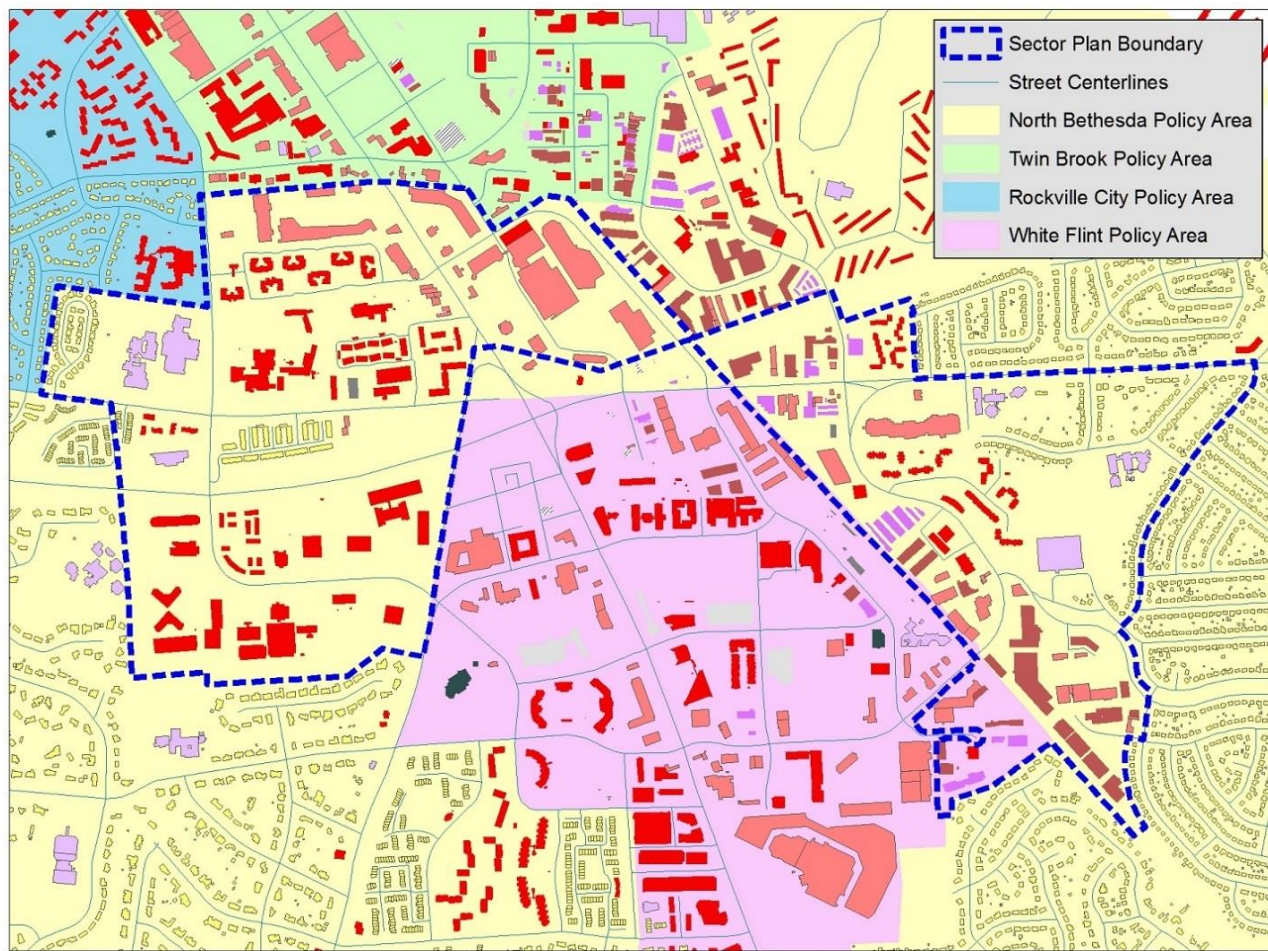 Sector Plan Boundary
Street Centerlines
North Bethesda Policy Area
Twin Brook Policy Area
Rockville City Policy Area
White Flint Policy Area